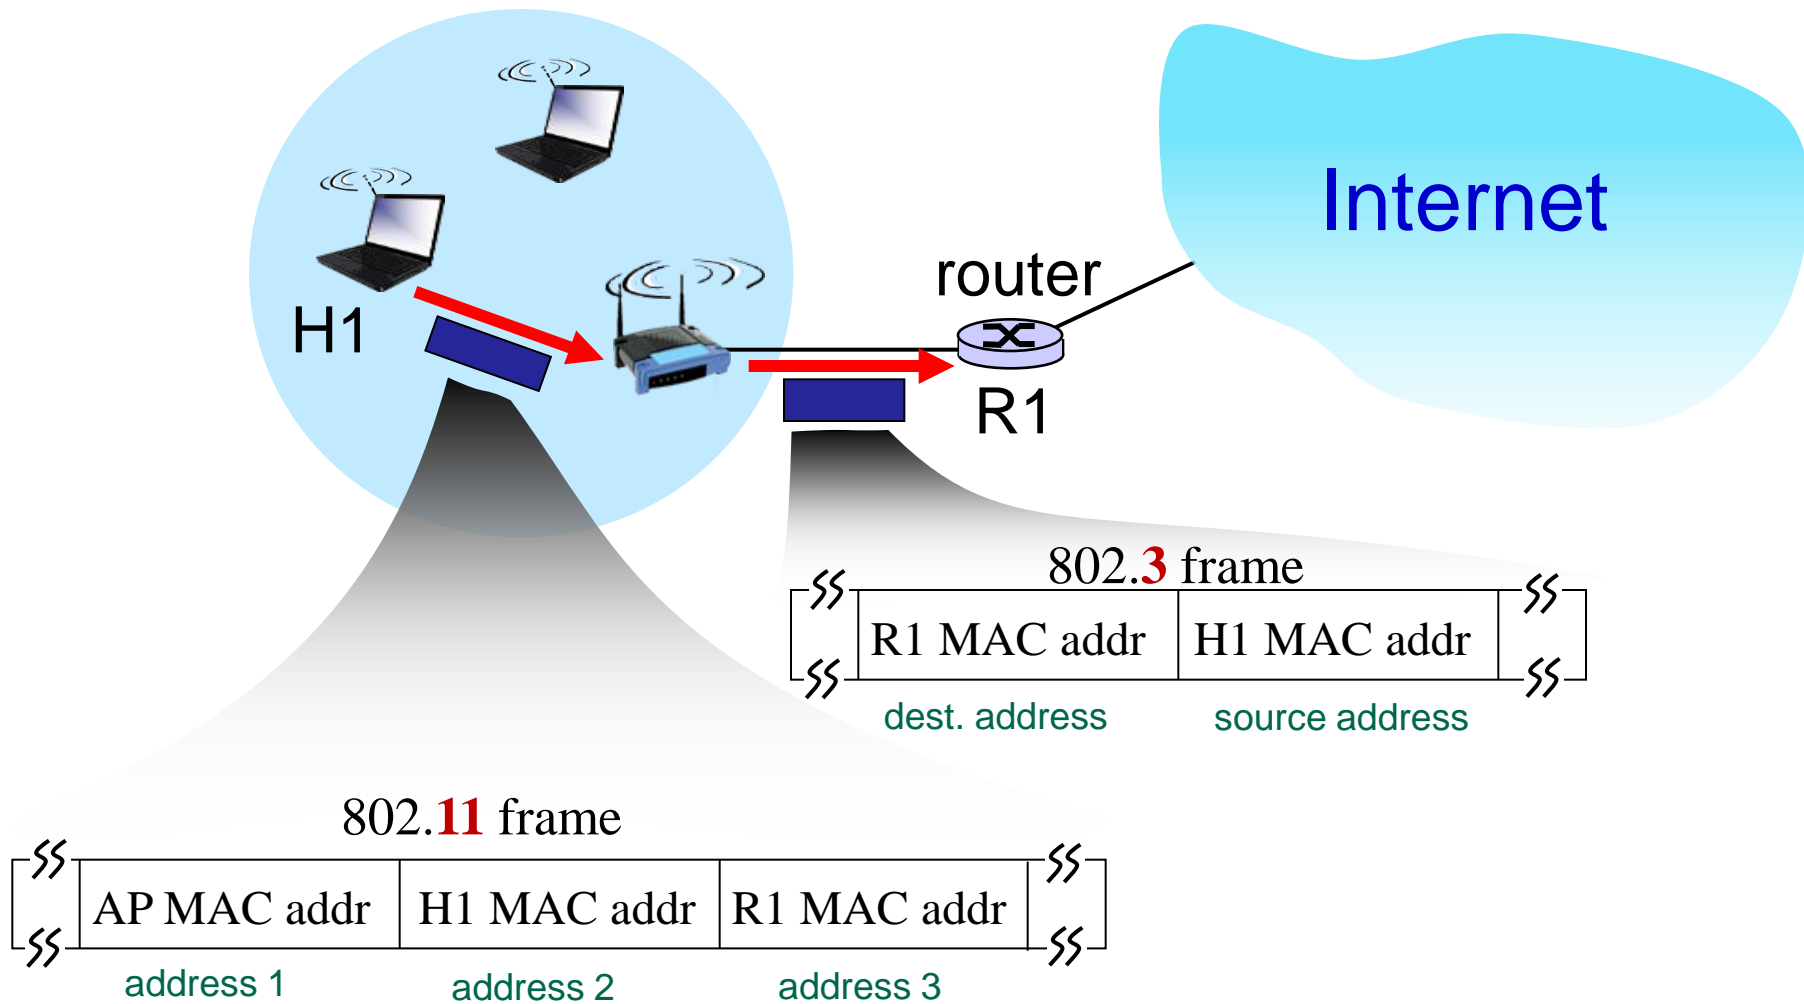 Internet
router
H1
R1
802.3 frame
R1 MAC addr H1 MAC addr
dest. address source address
802.11 frame
AP MAC addr H1 MAC addr R1 MAC addr
address 1 address 2 address 3